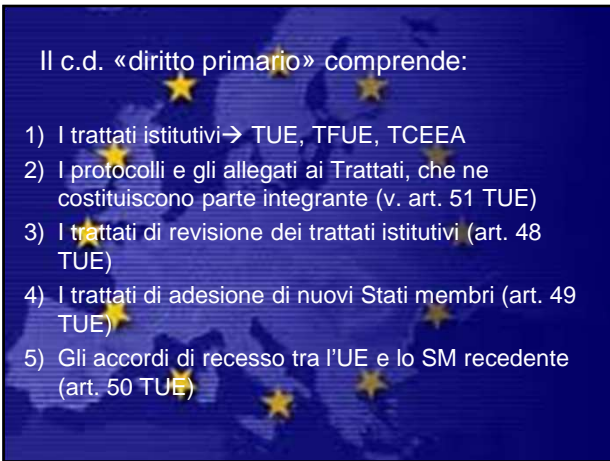 Il c.d. «diritto primario» comprende:
1) I trattati istitutivi→ TUE, TFUE, TCEEA
2) I protocolli e gli allegati ai Trattati, che ne
costituiscono parte integrante (v. art. 51 TUE)
3) I trattati di revisione dei trattati istitutivi (art. 48
TUE)
4) I trattati di adesione di nuovi Stati membri (art. 49
TUE)
5) Gli accordi di recesso tra l'UE e lo SM recedente
(art. 50 TUE)